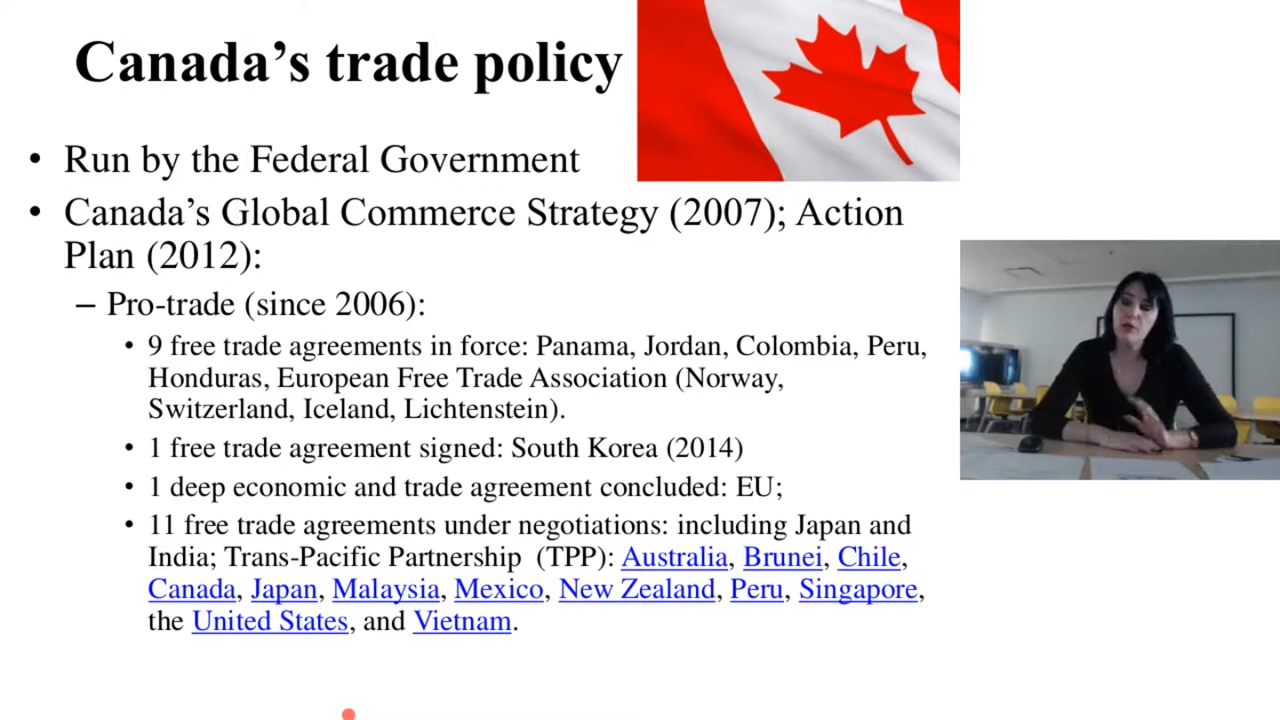 Canada’s trade policy
• Run by the Federal Government
• Canada’s Global Commerce Strategy (2007); Action
Plan (2012):
– Pro-trade (since 2006):
• 9 free trade agreements in force: Panama, Jordan, Colombia, Peru,
Honduras, European Free Trade Association (Norway,
Switzerland, Iceland, Lichtenstein).
• 1 free trade agreement signed: South Korea (2014)
• 1 deep economic and trade agreement concluded: EU;
• 11 free trade agreements under negotiations: including Japan and
India; Trans-Pacific Partnership (TPP): Australia, Brunei, Chile,
Canada, Japan, Malaysia, Mexico, New Zealand, Peru, Singapore,
the United States, and Vietnam.